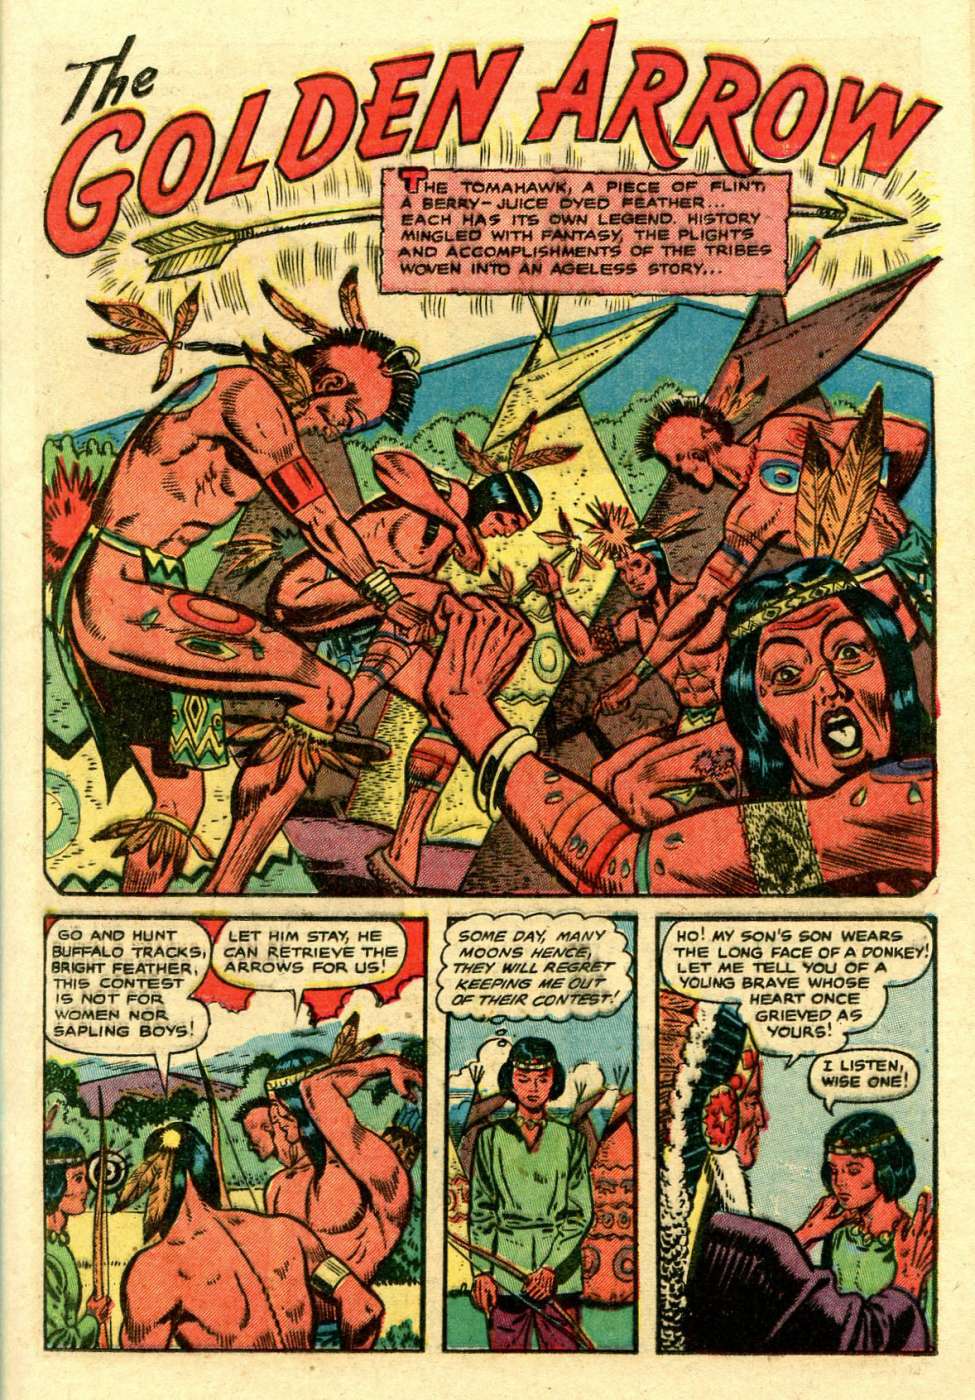 The
GOLDEN ARROW
THE TOMAHAWK, A PIECE OF FLINT,
A BERRY-JUICE DYED FEATHER...
EACH HAS ITS OWN LEGEND. HISTORY
MINGLED WITH FANTASY, THE PLIGHTS
AND ACCOMPLISHMENTS OF THE TRIBES
WOVEN INTO AN AGELESS STORY...
GO AND HUNT
BUFFALO TRACKS,
BRIGHT FEATHER,
THIS CONTEST
IS NOT FOR
WOMEN NOR
SAPLING BOYS!
LET HIM STAY, HE
CAN RETRIEVE THE
ARROWS FOR US!
SOME DAY, MANY
MOONS HENCE,
THEY WILL REGRET
KEEPING ME OUT
OF THEIR CONTEST!
HO! MY SON'S SON WEARS
THE LONG FACE OF A DONKEY!
LET ME TELL YOU OF A
YOUNG BRAVE WHOSE
HEART ONCE
GRIEVED AS
YOURS!
I LISTEN,
WISE ONE!